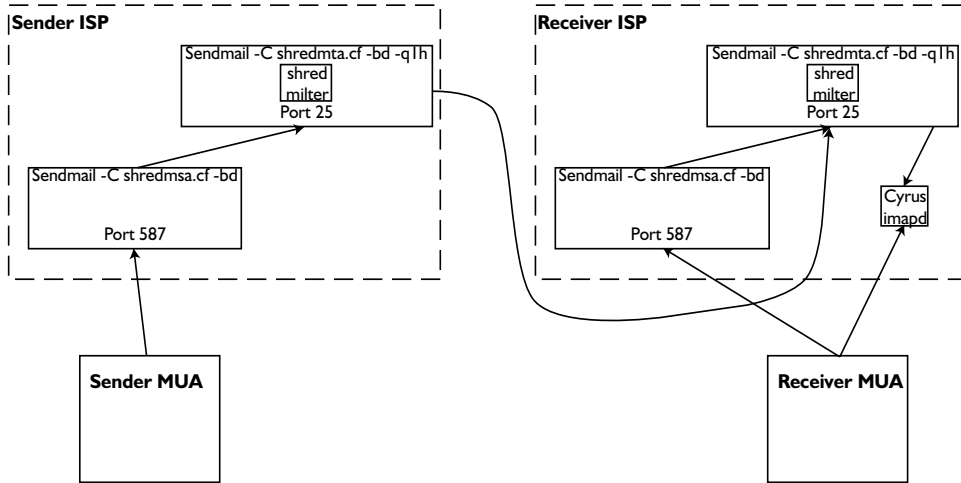 Sender ISP
Sendmail -C shredmta.cf -bd -q1h
shred
milter
Port 25
Sendmail -C shredmsa.cf -bd
Port 587
Sender MUA
Receiver ISP
Sendmail -C shredmta.cf -bd -q1h
shred
milter
Port 25
Sendmail -C shredmsa.cf -bd
Port 587
Cyrus
imapd
Receiver MUA